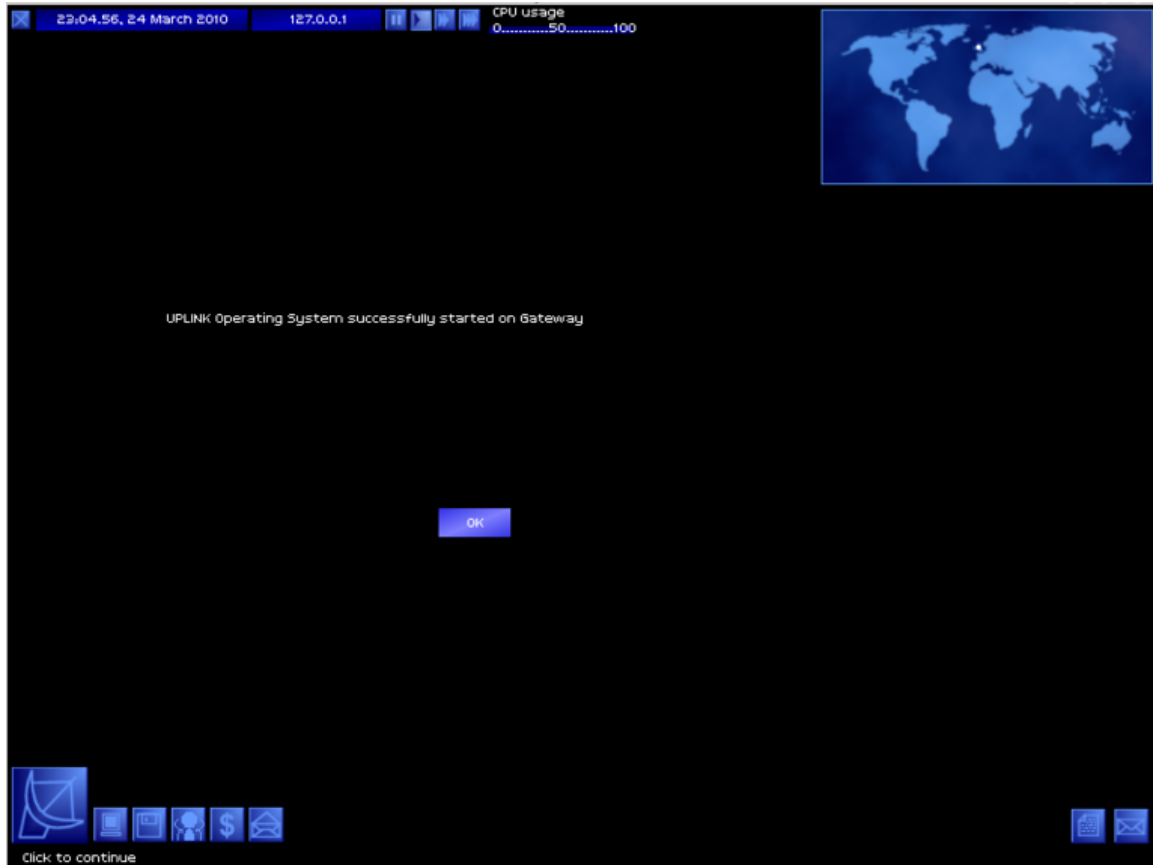 23:04.56, 24 March 2010
127.0.0.1
CPU usage
0...........50...........100
UPLINK Operating System successfully started on Gateway
OK
$
Click to continue